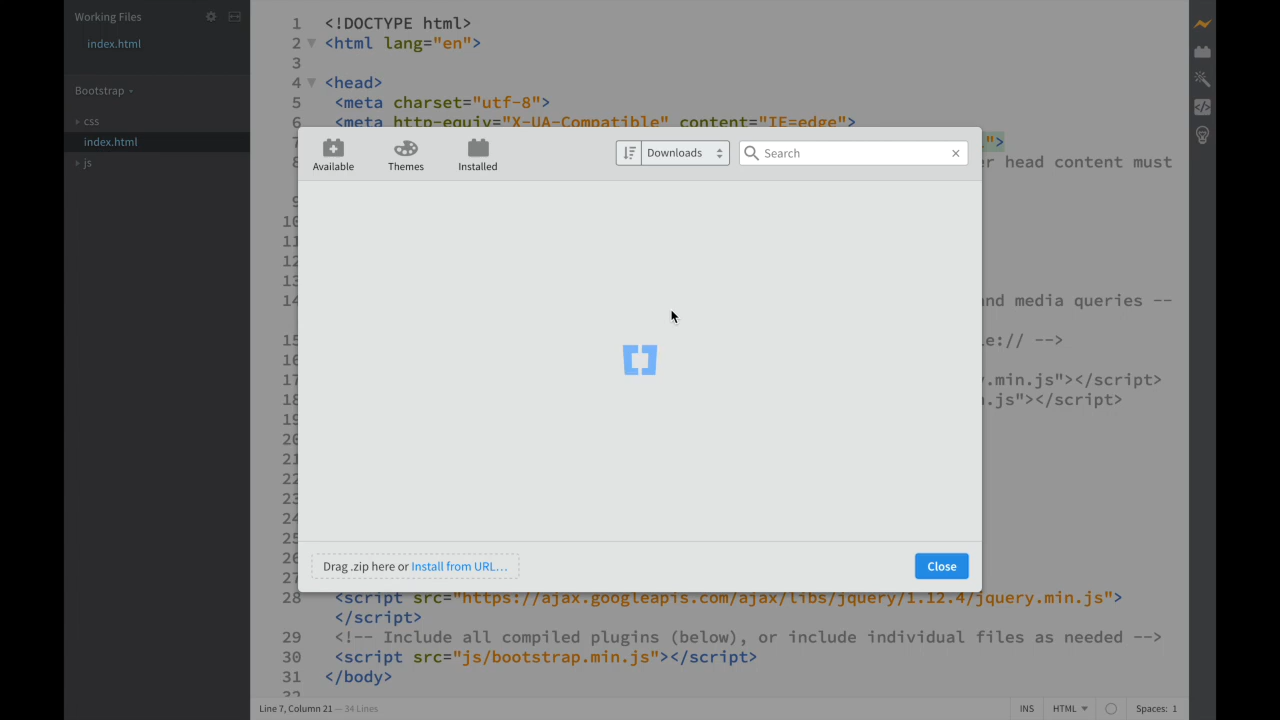 Working Files
index.html
Bootstrap
css
index.html
js
1 <!DOCTYPE html>
2 <html lang="en">
3
4 <head>
5 <meta charset="utf-8">
6 <meta http-equiv="X-UA-Compatible" content="IE=edge">
">
er head content must
Available
Themes
Installed
Downloads
Search
10
11
12
13
14 and media queries --
15 le:// -->
16
17 y.min.js"></script>
18 n.js"></script>
19
20
21
22
23
24
25
26
27
Drag .zip here or Install from URL...
Close
28 <script src="https://ajax.googleapis.com/ajax/libs/jquery/1.12.4/jquery.min.js">
</script>
29 <!-- Include all compiled plugins (below), or include individual files as needed -->
30 <script src="js/bootstrap.min.js"></script>
31 </body>
Line 7, Column 21 — 34 Lines
INS
HTML
Spaces: 1